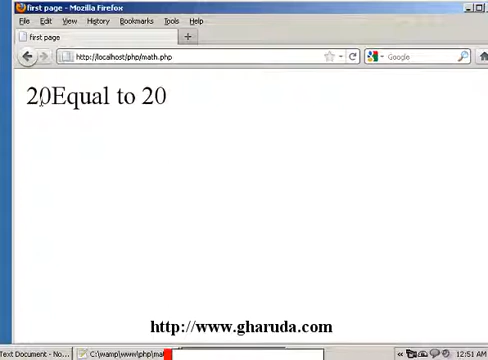 first page - Mozilla Firefox
File Edit View History Bookmarks Tools Help
first page
http://localhost/php/math.php
Google
20Equal to 20
http://www.gharuda.com
Text Document - No...
C:\wamp\www\php\mat
12:51 AM